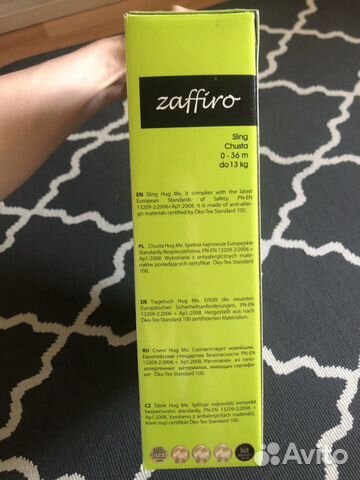 zaffiro
Sling
Chusta
0 - 36 m
do 13 kg
EN Sling Hug Me. It complies with the latest
European Standards of Safety, PN-EN
13209-2:2006+Ap1:2008. It is made of anti-aller-
gic materials certified by Öko-Tex Standard 100.
PL Chusta Hug Me. Spełnia najnowsze Europejskie
Standardy Bezpieczeństwa, PN-EN 13209-2:2006 +
Ap1:2008. Wykonane z antyalergicznych mate-
riałów posiadających certyfikat Öko-Tex Standard
100.
DE Tragetuch Hug Me. Erfüllt die neuesten
Europäischen Sicherheitsanforderungen, PN-EN
13209-2:2006 + Ap1:2008. Hergestellt aus nach
Öko-Tex Standard 100 zertifizierten Materialien.
RU Слинг Hug Me. Соответствует новейшим
Европейским стандартам безопасности PN-EN
13209-2:2006 + Ap1:2008. Изготовлен из гипо-
аллергенных материалов, имеющих сертифи-
кат Öko-Tex Standard 100.
CZ Šátek Hug Me. Splňuje nejnovější evropské
bezpečnostní standardy, PN-EN 13209-2:2006 +
Ap1:2008. Vyrobeno z antialergických materiálů,
které mají certifikát Öko-Tex Standard 100.
Avito